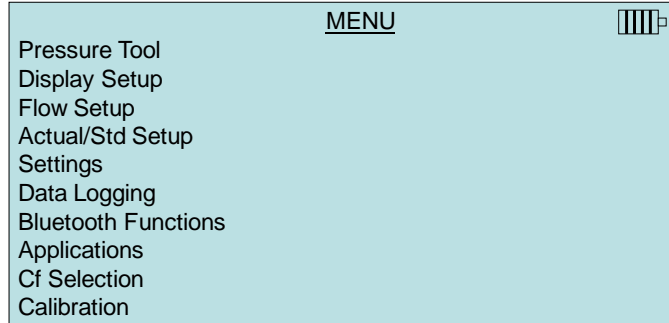 MENU
Pressure Tool
Display Setup
Flow Setup
Actual/Std Setup
Settings
Data Logging
Bluetooth Functions
Applications
Cf Selection
Calibration